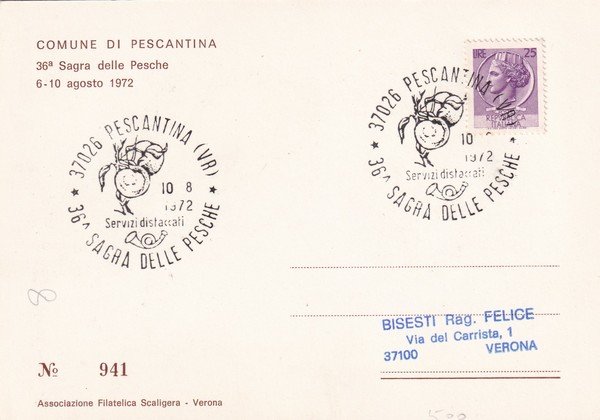 COMUNE DI PESCANTINA
36ª Sagra delle Pesche
6-10 agosto 1972
LIRE 25
REPUBBLICA
ITALIANA
★ 37026 PESCANTINA (VR) ★
10 8
1972
Servizi distaccati
36ª SAGRA DELLE PESCHE
★ 37026 PESCANTINA (VR) ★
10
1972
Servizi distaccati
36ª SAGRA DELLE PESCHE
BISESTI Rag. FELICE
Via del Carrista, 1
37100 VERONA
№ 941
Associazione Filatelica Scaligera - Verona